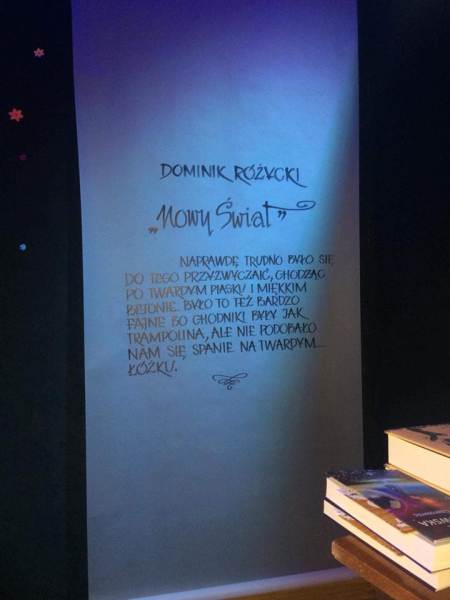 DOMINIK RÓŻYCKI
„Nowy Świat”
NAPRAWDĘ TRUDNO BYŁO SIĘ
DO TEGO PRZYZWYCZAIĆ, CHODZĄC
PO TWARDYM PIASKU I MIĘKKIM
BETONIE. BYŁO TO TEŻ BARDZO
FAJNE BO CHODNIKI BYŁY JAK
TRAMPOLINA, ALE NIE PODOBAŁO
NAM SIĘ SPANIE NA TWARDYM...
ŁÓŻKU.